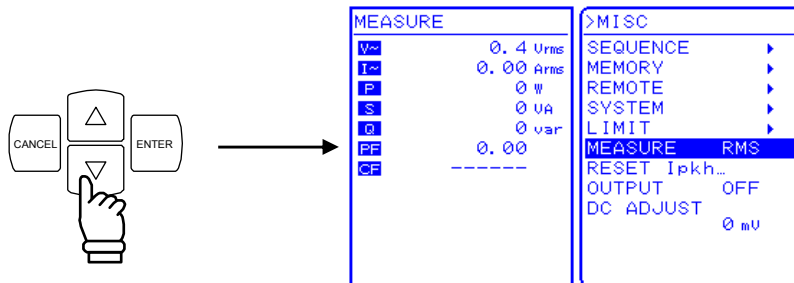 CANCEL
ENTER
MEASURE
V~ 0.4 Vrms
I~ 0.00 Arms
P 0 W
S 0 VA
Q 0 var
PF 0.00
CF ------
>MISC
SEQUENCE
MEMORY
REMOTE
SYSTEM
LIMIT
MEASURE RMS
RESET Ipkh…
OUTPUT OFF
DC ADJUST
0 mV